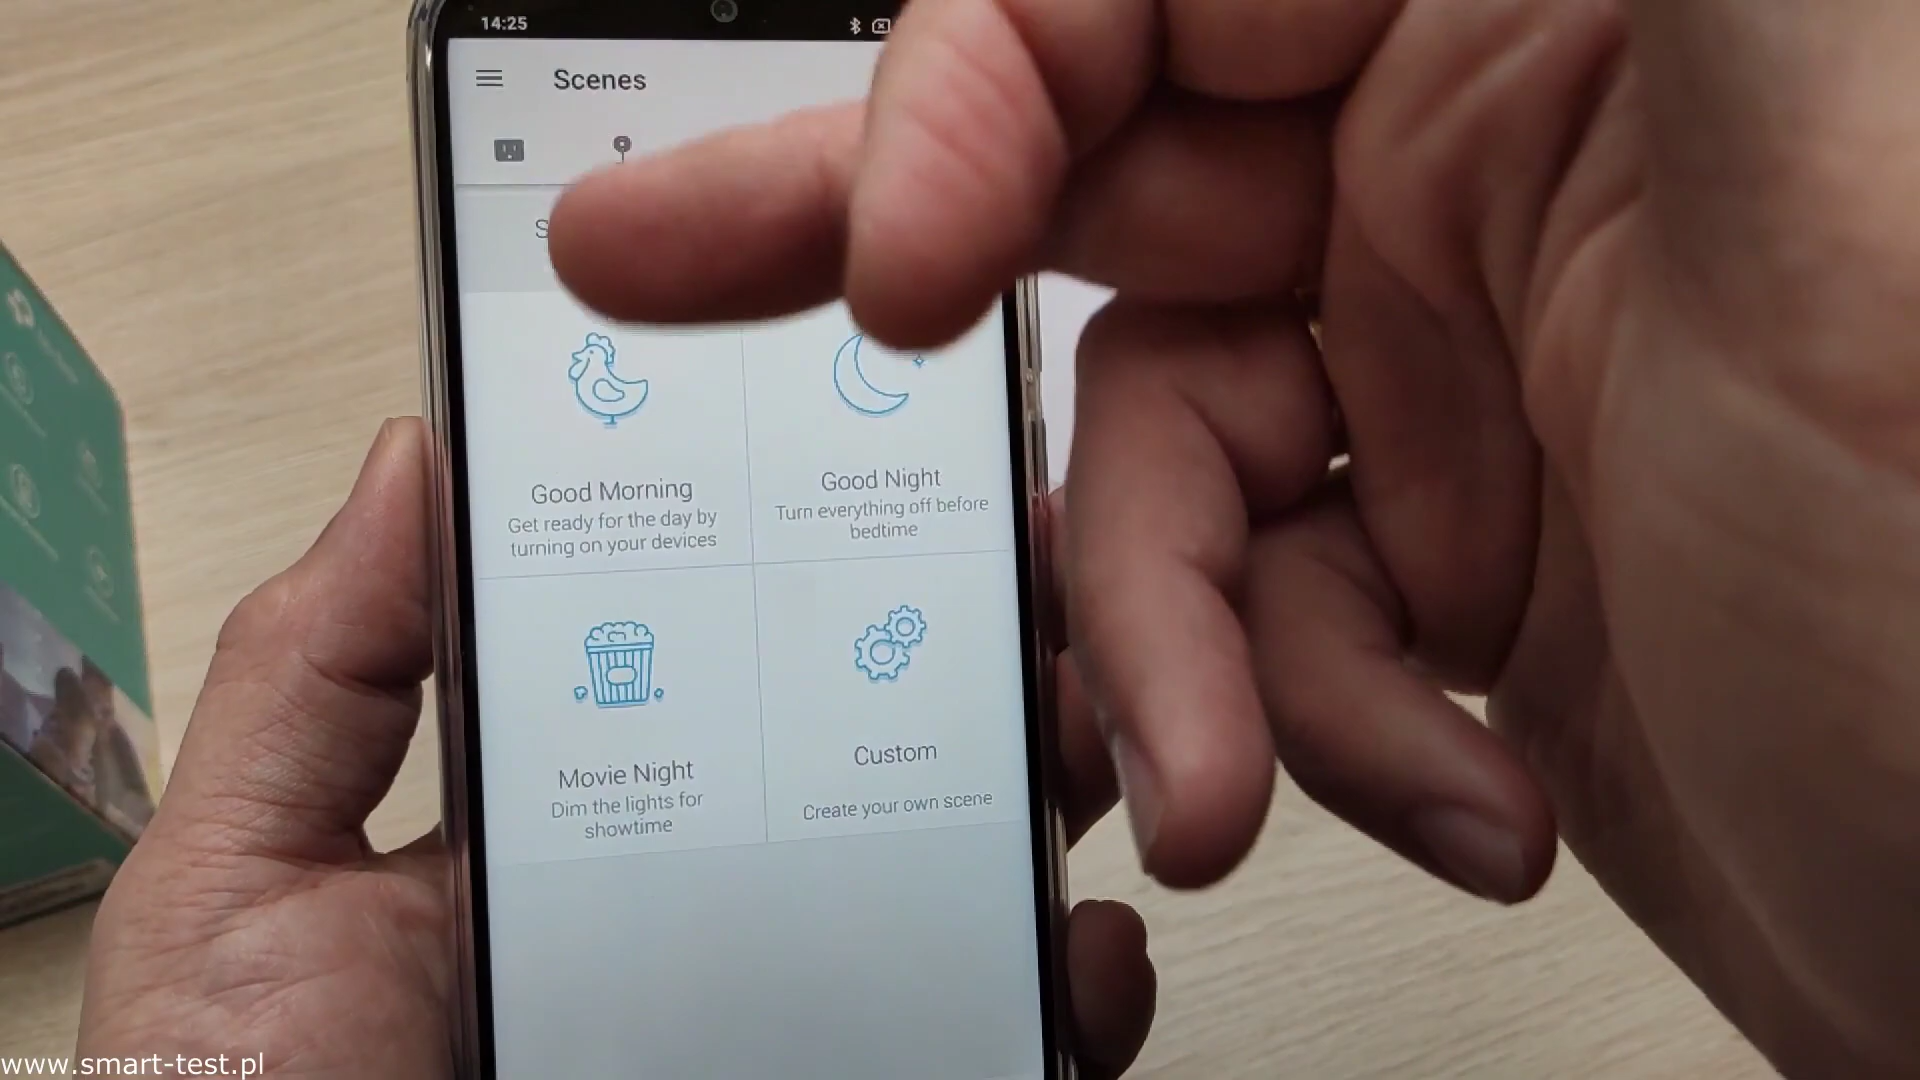 14:25
Scenes
Good Morning
Get ready for the day by
turning on your devices
Good Night
Turn everything off before
bedtime
Movie Night
Dim the lights for
showtime
Custom
Create your own scene
www.smart-test.pl